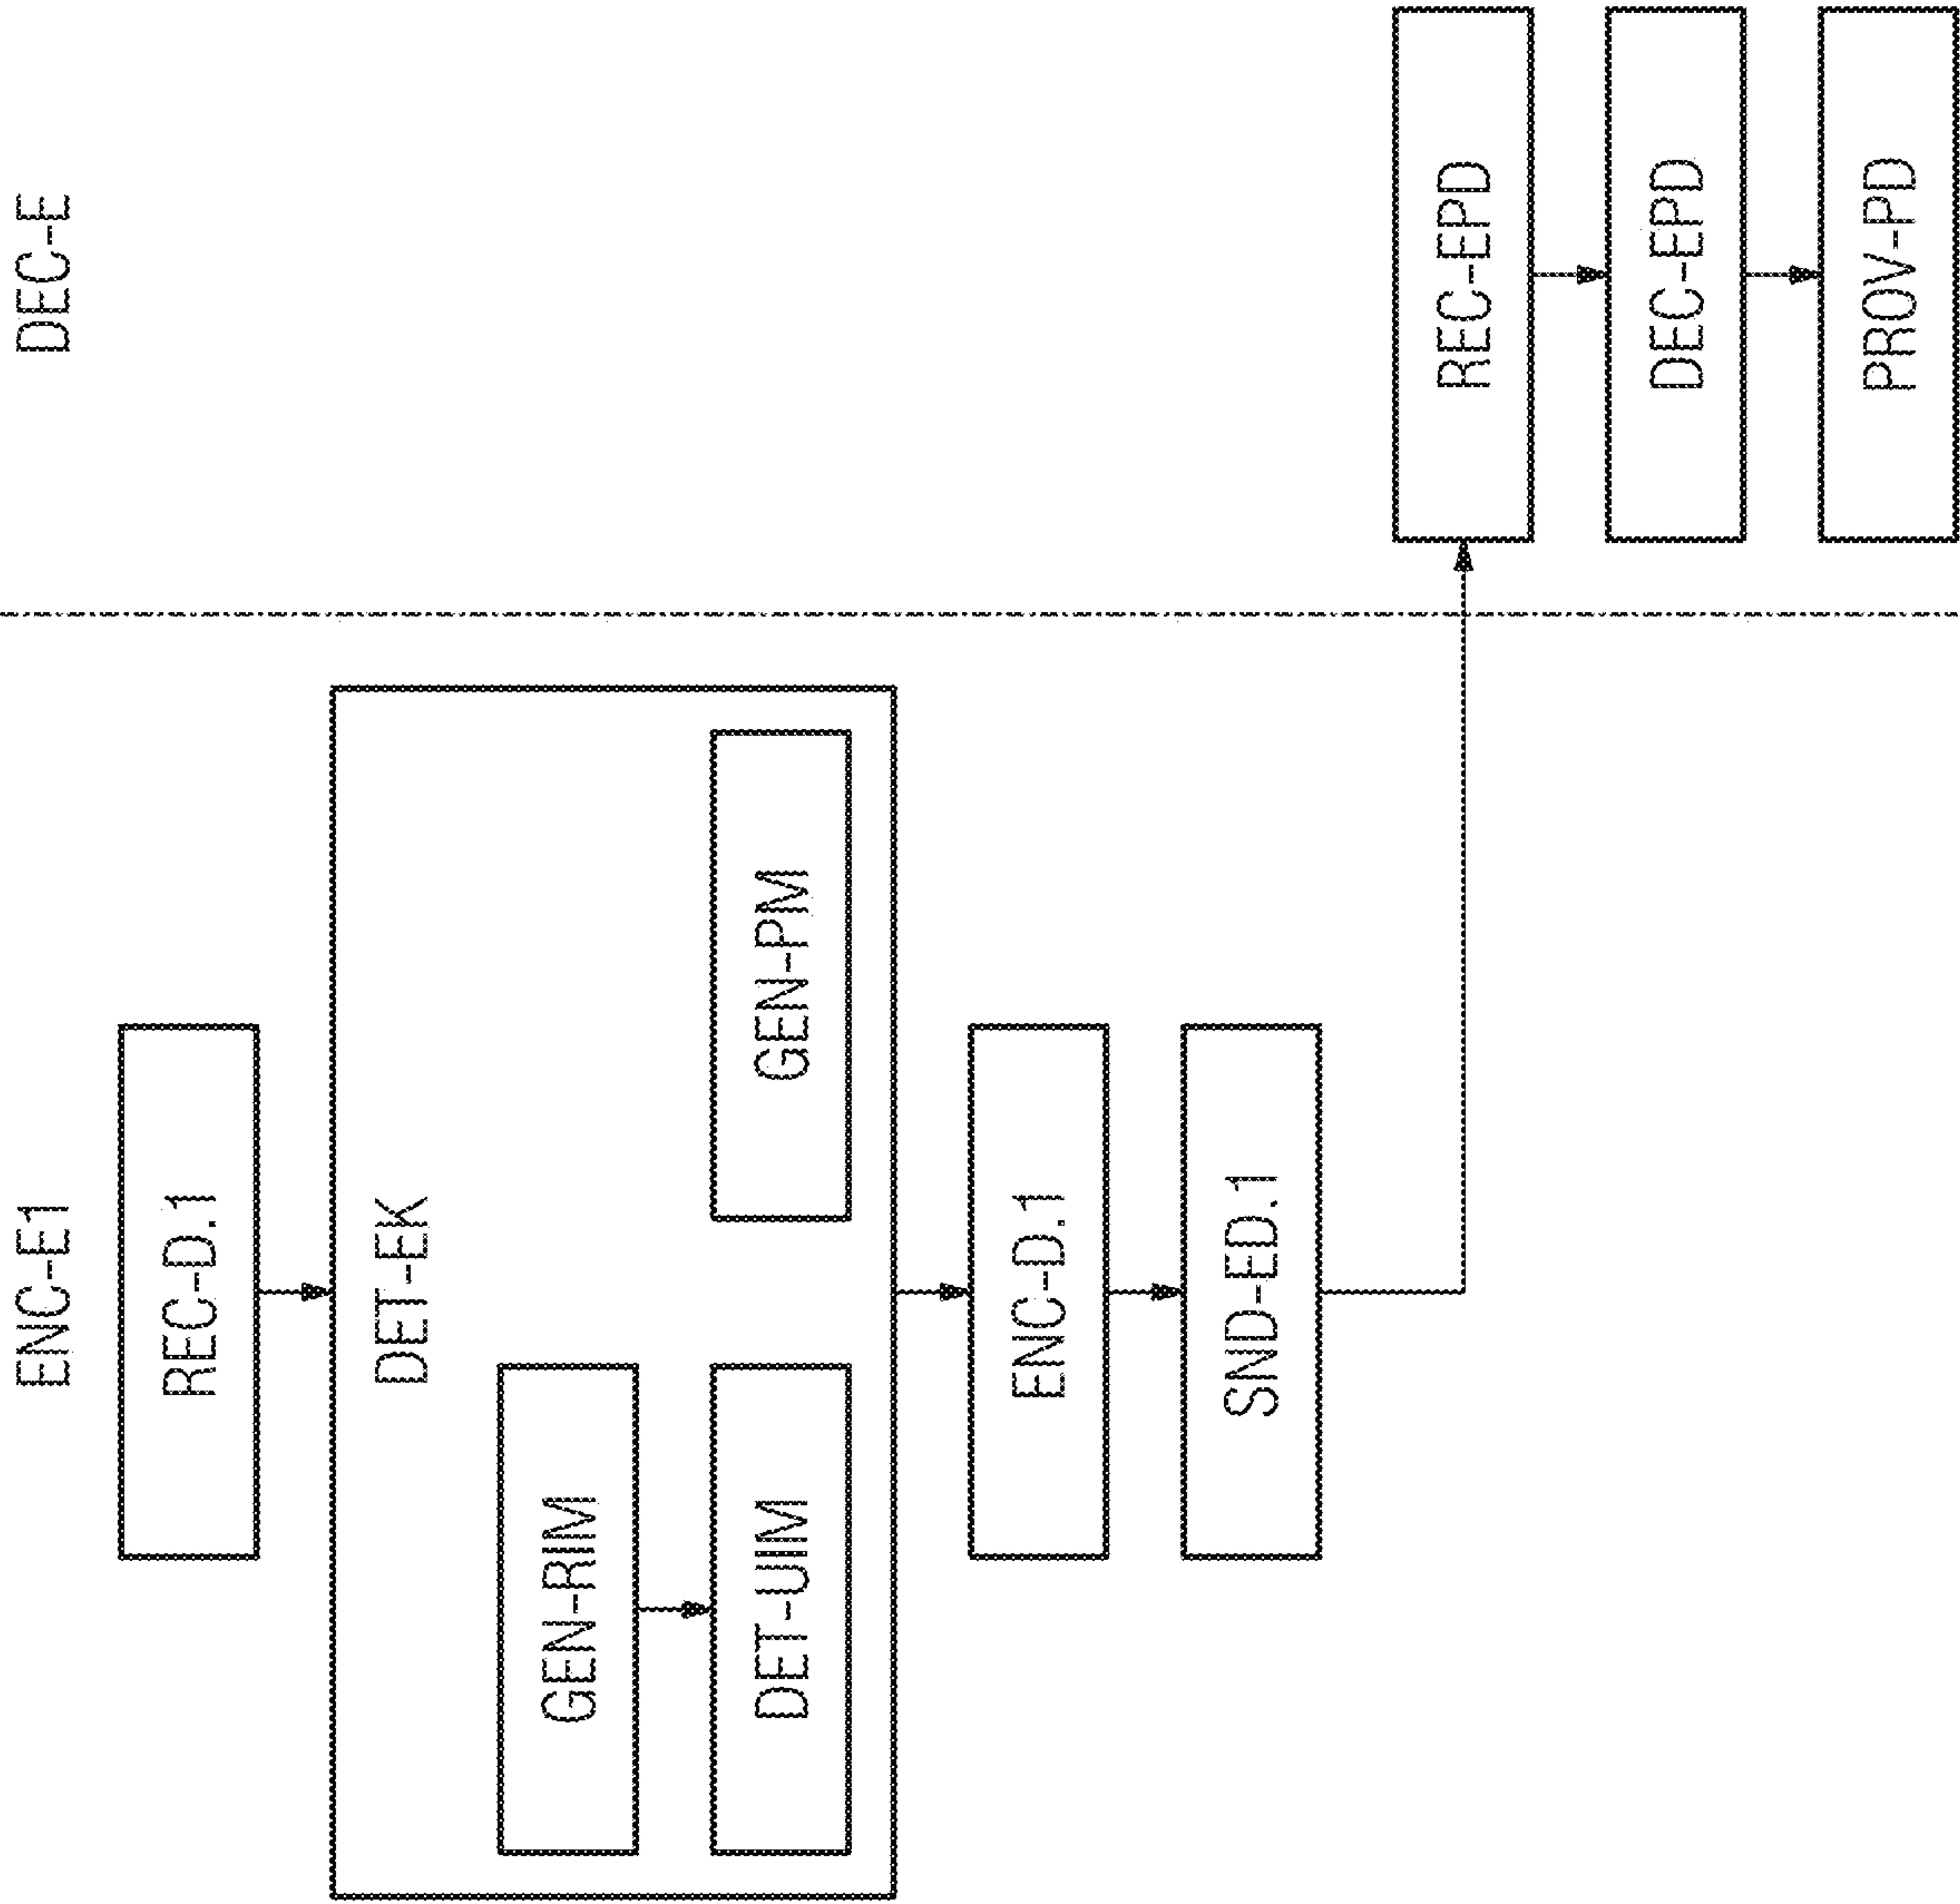 ENC-E1
DEC-E
REC-D.1
DET-EK
GEN-RIM
DET-UIM
GEN-PM
ENC-D.1
SND-ED.1
REC-EPD
DEC-EPD
PROV-PD